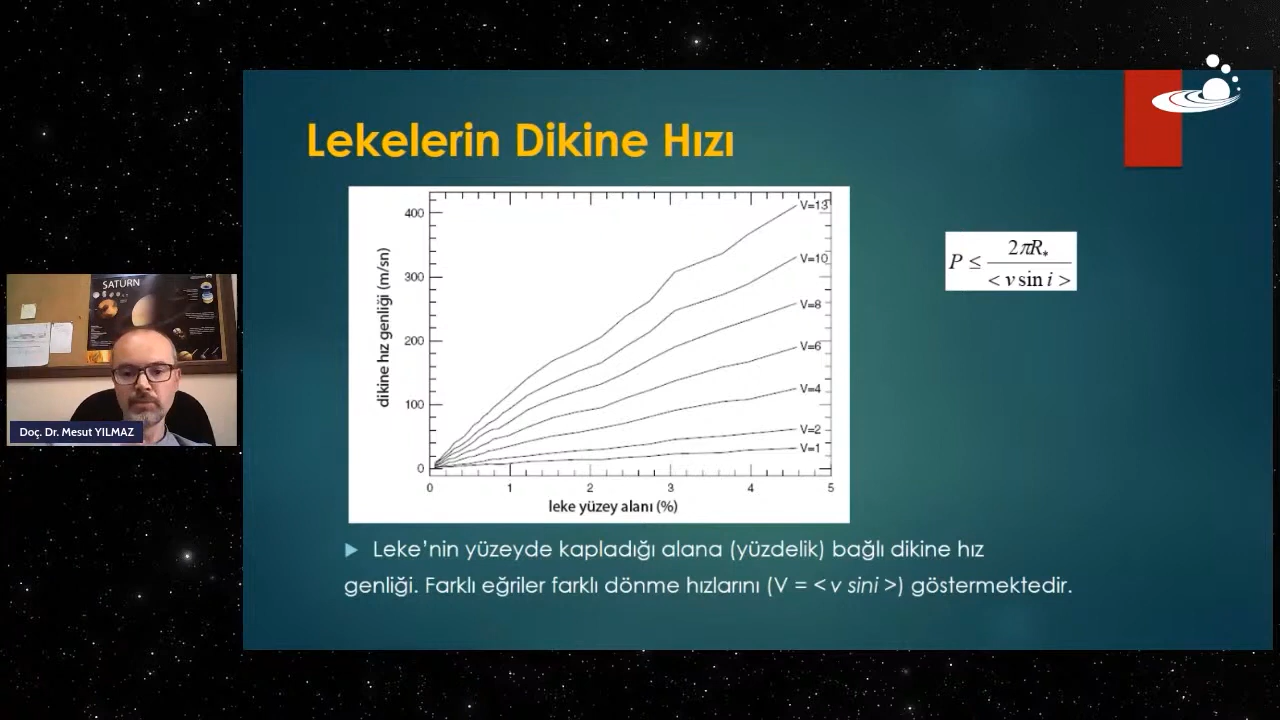 Lekelerin Dikine Hızı
dikine hız genliği (m/sn)
400
300
200
100
0
V=13
V=10
V=8
V=6
V=4
V=2
V=1
0 1 2 3 4 5
leke yüzey alanı (%)
P ≤ 2πR* / < v sin i >
SATURN
Doç. Dr. Mesut YILMAZ
Leke’nin yüzeyde kapladığı alana (yüzdelik) bağlı dikine hız
genliği. Farklı eğriler farklı dönme hızlarını (V = < v sini >) göstermektedir.